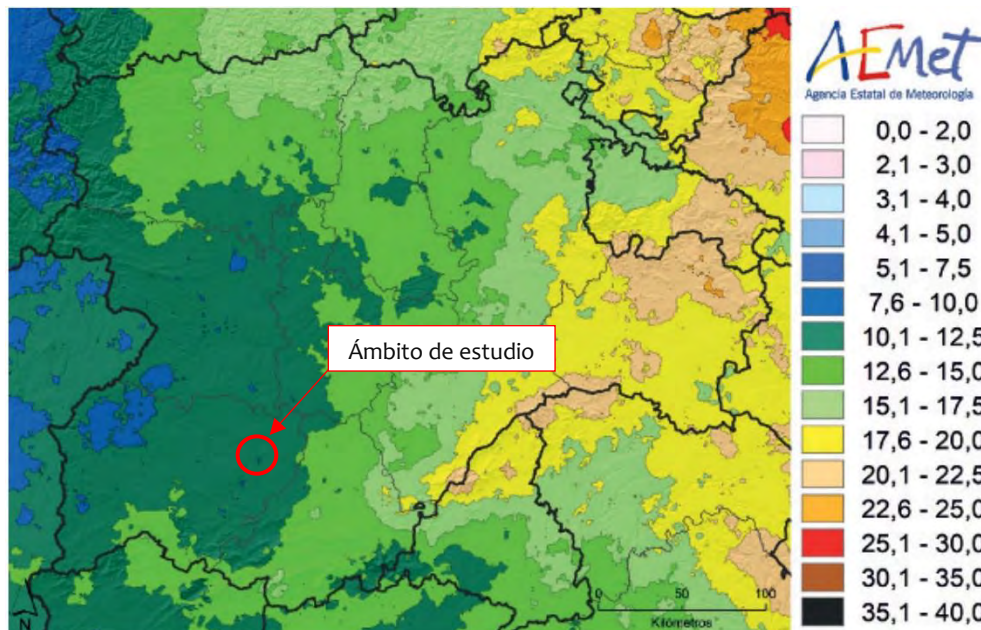 Ámbito de estudio
N
0 50 100
Kilómetros
AEmet
Agencia Estatal de Meteorología
0,0 - 2,0
2,1 - 3,0
3,1 - 4,0
4,1 - 5,0
5,1 - 7,5
7,6 - 10,0
10,1 - 12,5
12,6 - 15,0
15,1 - 17,5
17,6 - 20,0
20,1 - 22,5
22,6 - 25,0
25,1 - 30,0
30,1 - 35,0
35,1 - 40,0